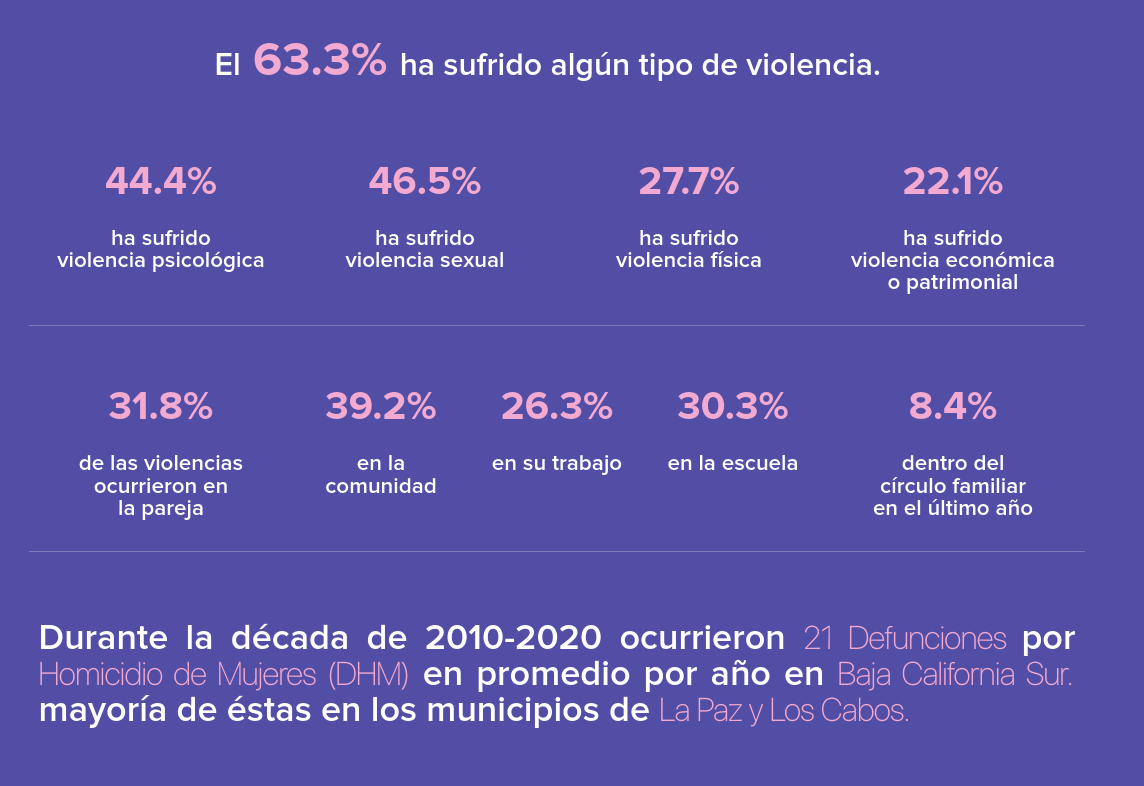 El 63.3% ha sufrido algún tipo de violencia.
44.4%
ha sufrido
violencia psicológica
46.5%
ha sufrido
violencia sexual
27.7%
ha sufrido
violencia física
22.1%
ha sufrido
violencia económica
o patrimonial
31.8%
de las violencias
ocurrieron en
la pareja
39.2%
en la
comunidad
26.3%
en su trabajo
30.3%
en la escuela
8.4%
dentro del
círculo familiar
en el último año
Durante la década de 2010-2020 ocurrieron 21 Defunciones por
Homicidio de Mujeres (DHM) en promedio por año en Baja California Sur.
mayoría de éstas en los municipios de La Paz y Los Cabos.